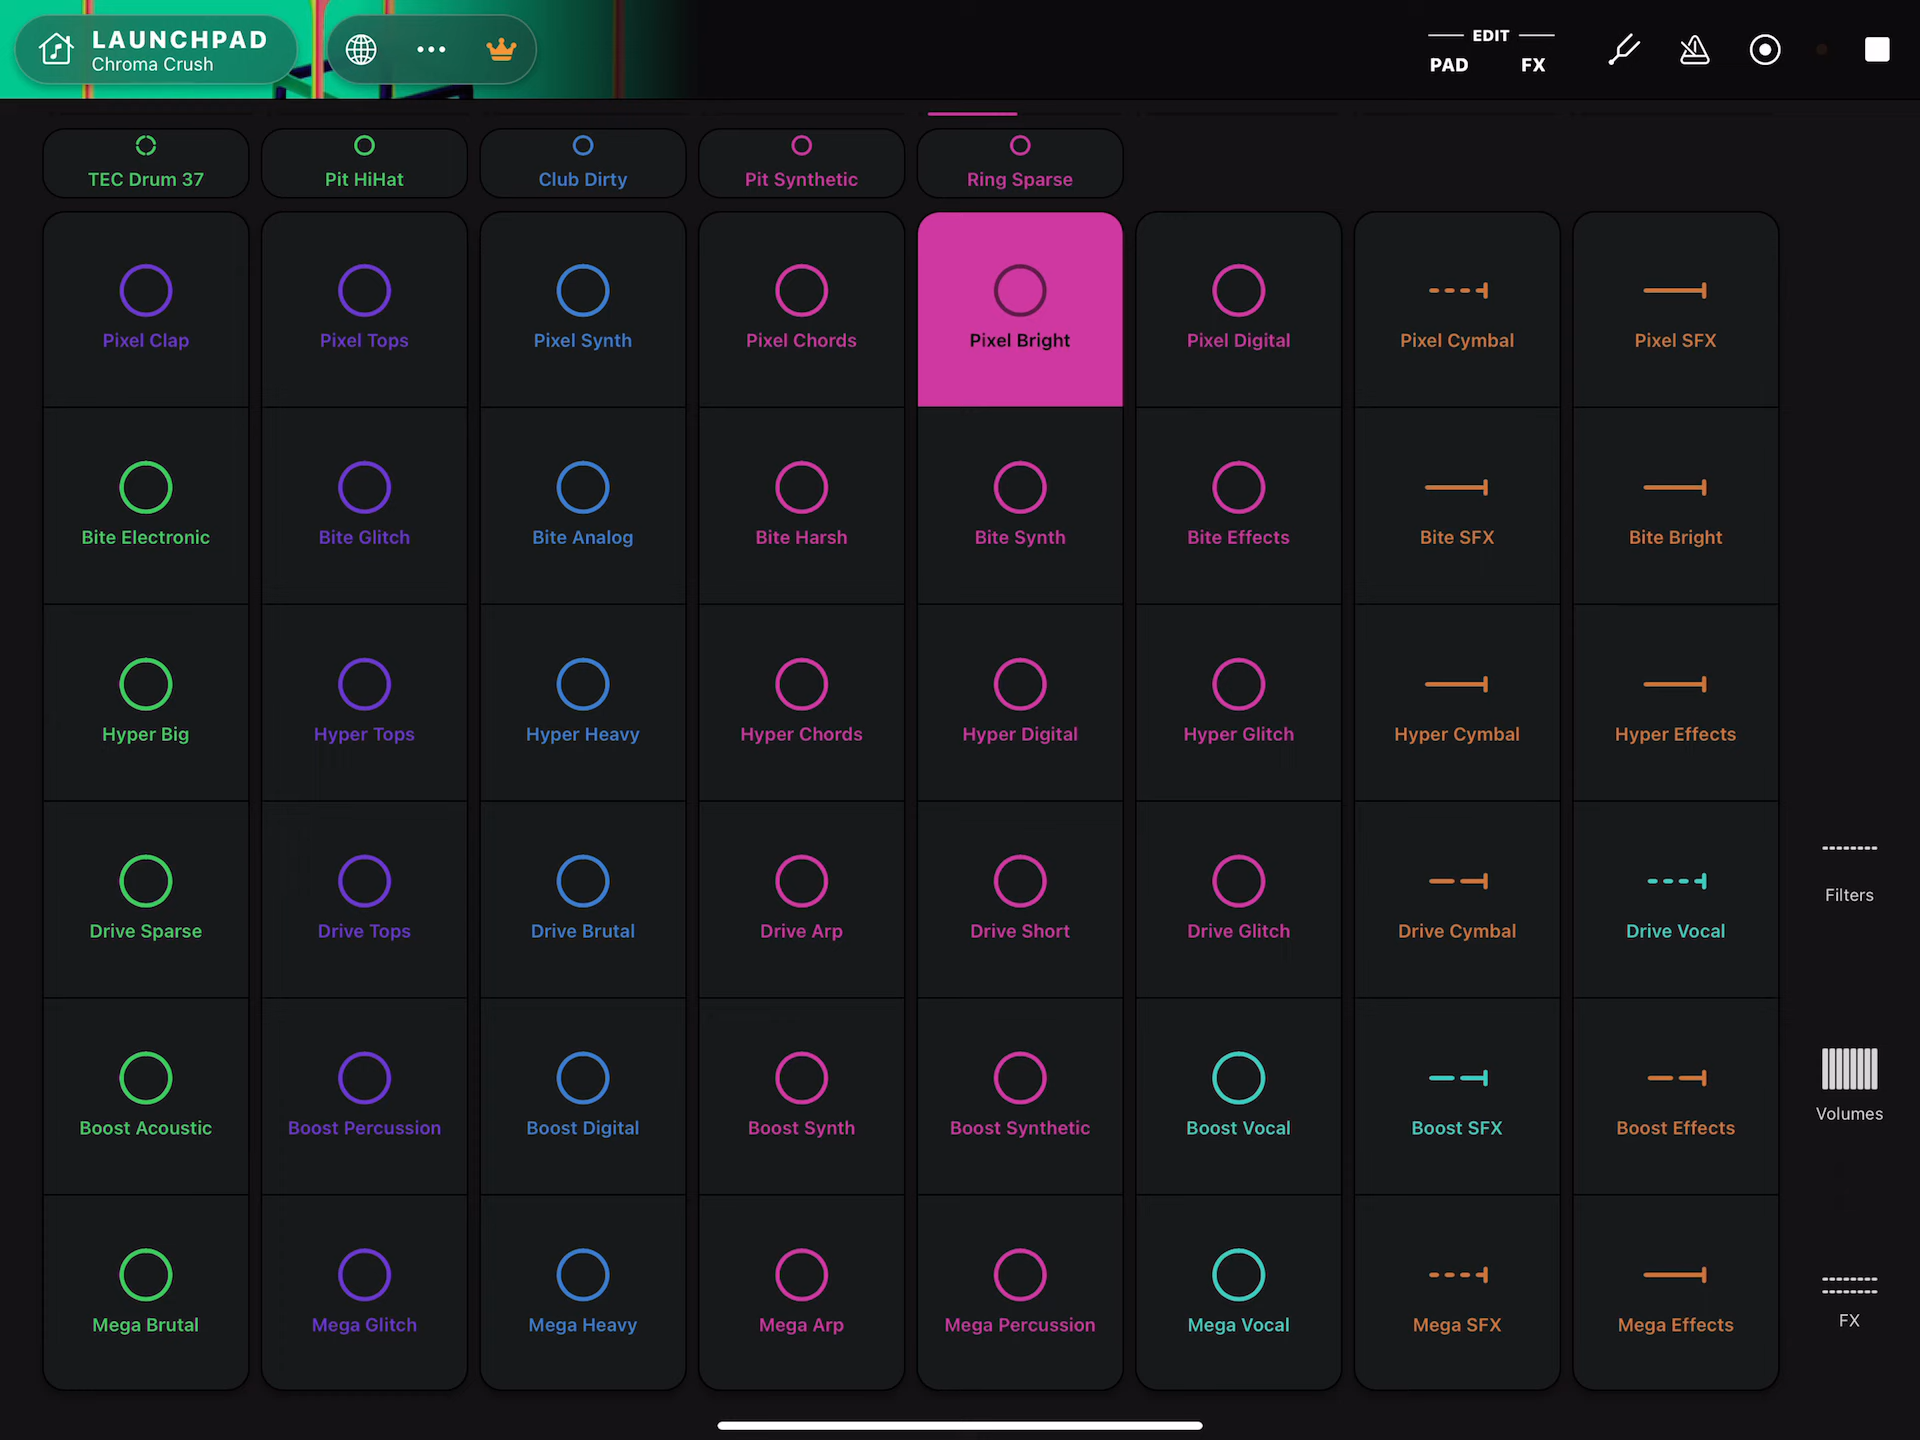 LAUNCHPAD
Chroma Crush
EDIT
PAD FX
TEC Drum 37 Pit HiHat Club Dirty Pit Synthetic Ring Sparse
Pixel Clap Pixel Tops Pixel Synth Pixel Chords Pixel Bright Pixel Digital Pixel Cymbal Pixel SFX
Bite Electronic Bite Glitch Bite Analog Bite Harsh Bite Synth Bite Effects Bite SFX Bite Bright
Hyper Big Hyper Tops Hyper Heavy Hyper Chords Hyper Digital Hyper Glitch Hyper Cymbal Hyper Effects
Filters
Drive Sparse Drive Tops Drive Brutal Drive Arp Drive Short Drive Glitch Drive Cymbal Drive Vocal
Volumes
Boost Acoustic Boost Percussion Boost Digital Boost Synth Boost Synthetic Boost Vocal Boost SFX Boost Effects
Mega Brutal Mega Glitch Mega Heavy Mega Arp Mega Percussion Mega Vocal Mega SFX Mega Effects
FX